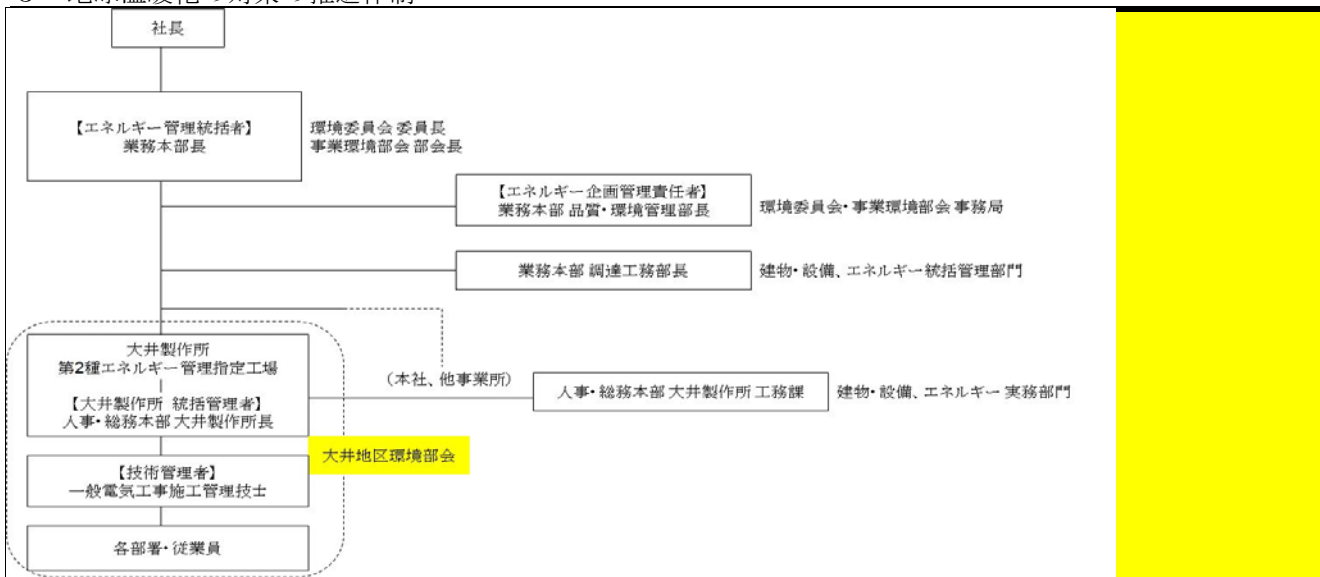 社長
【エネルギー管理統括者】
業務本部長
環境委員会 委員長
事業環境部会 部会長
【エネルギー企画管理責任者】
業務本部 品質・環境管理部長
環境委員会・事業環境部会 事務局
業務本部 調達工務部長
建物・設備、エネルギー統括管理部門
大井製作所
第2種エネルギー管理指定工場
【大井製作所 統括管理者】
人事・総務本部 大井製作所長
(本社、他事業所)
人事・総務本部 大井製作所 工務課
建物・設備、エネルギー 実務部門
大井地区環境部会
【技術管理者】
一般電気工事施工管理技士
各部署・従業員